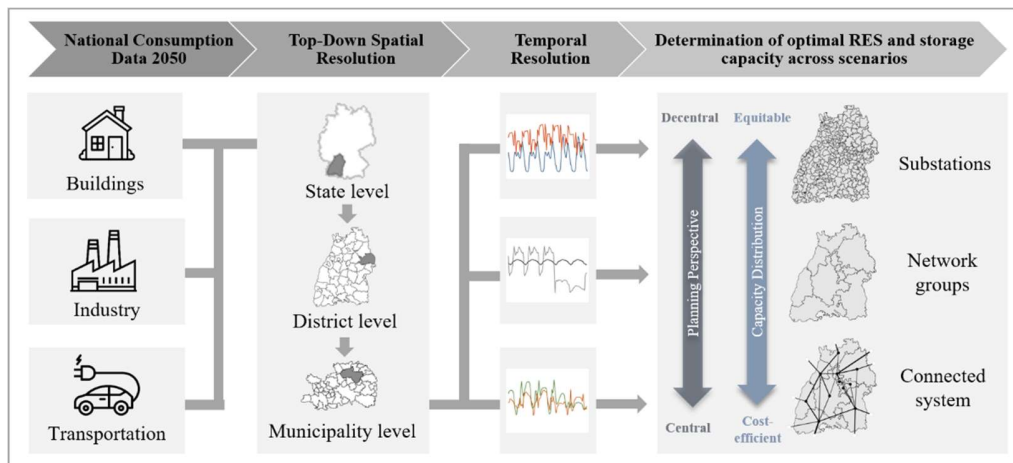 National Consumption
Data 2050
Top-Down Spatial
Resolution
Temporal
Resolution
Determination of optimal RES and storage
capacity across scenarios
Buildings
Industry
Transportation
State level
District level
Municipality level
Decentral
Equitable
Planning Perspective
Capacity Distribution
Central
Cost-
efficient
Substations
Network
groups
Connected
system